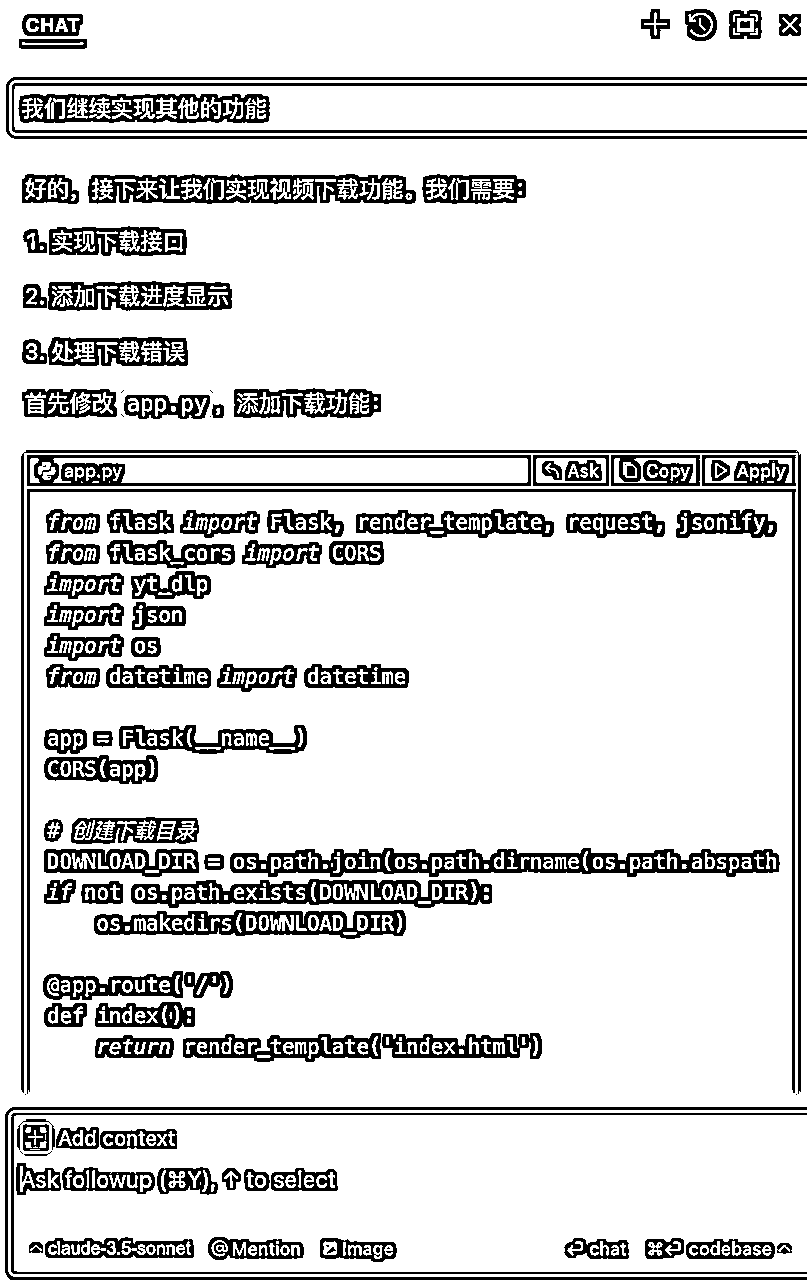 CHAT
我们继续实现其他的功能
好的，接下来让我们实现视频下载功能。我们需要：
1. 实现下载接口
2. 添加下载进度显示
3. 处理下载错误
首先修改 app.py，添加下载功能：
app.py Ask Copy Apply
from flask import Flask, render_template, request, jsonify,
from flask_cors import CORS
import yt_dlp
import json
import os
from datetime import datetime
app = Flask(__name__)
CORS(app)
# 创建下载目录
DOWNLOAD_DIR = os.path.join(os.path.dirname(os.path.abspath
if not os.path.exists(DOWNLOAD_DIR):
    os.makedirs(DOWNLOAD_DIR)
@app.route('/')
def index():
    return render_template('index.html')
Add context
Ask followup (⌘Y), ↑ to select
claude-3.5-sonnet @ Mention Image chat ⌘⏎ codebase